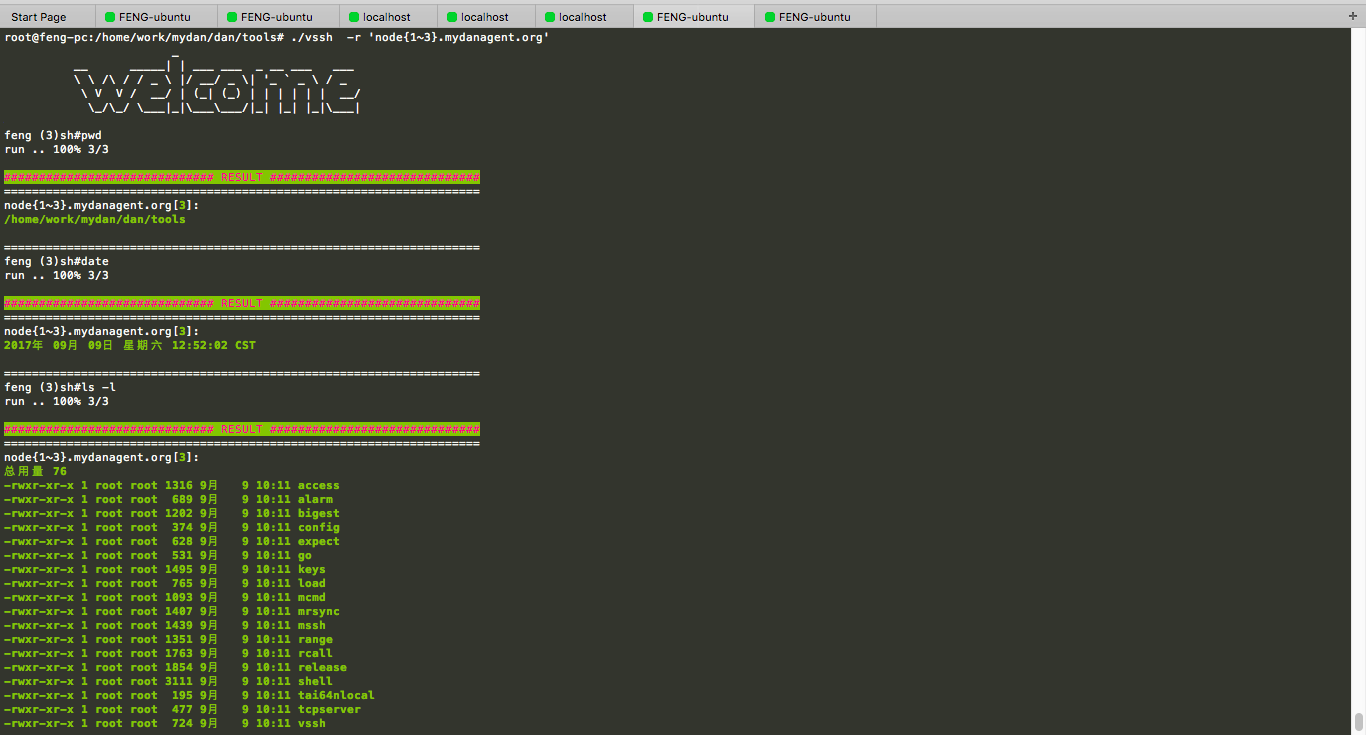 Start Page FENG-ubuntu FENG-ubuntu localhost localhost localhost FENG-ubuntu FENG-ubuntu +
root@feng-pc:/home/work/mydan/dan/tools# ./vssh  -r 'node{1~3}.mydanagent.org'
welcome
feng (3)sh#pwd
run .. 100% 3/3
############################## RESULT ##############################
====================================================================
node{1~3}.mydanagent.org[3]:
/home/work/mydan/dan/tools
====================================================================
feng (3)sh#date
run .. 100% 3/3
############################## RESULT ##############################
====================================================================
node{1~3}.mydanagent.org[3]:
2017年 09月 09日 星期六 12:52:02 CST
====================================================================
feng (3)sh#ls -l
run .. 100% 3/3
############################## RESULT ##############################
====================================================================
node{1~3}.mydanagent.org[3]:
总用量 76
-rwxr-xr-x 1 root root 1316 9月   9 10:11 access
-rwxr-xr-x 1 root root  689 9月   9 10:11 alarm
-rwxr-xr-x 1 root root 1202 9月   9 10:11 bigest
-rwxr-xr-x 1 root root  374 9月   9 10:11 config
-rwxr-xr-x 1 root root  628 9月   9 10:11 expect
-rwxr-xr-x 1 root root  531 9月   9 10:11 go
-rwxr-xr-x 1 root root 1495 9月   9 10:11 keys
-rwxr-xr-x 1 root root  765 9月   9 10:11 load
-rwxr-xr-x 1 root root 1093 9月   9 10:11 mcmd
-rwxr-xr-x 1 root root 1407 9月   9 10:11 mrsync
-rwxr-xr-x 1 root root 1439 9月   9 10:11 mssh
-rwxr-xr-x 1 root root 1351 9月   9 10:11 range
-rwxr-xr-x 1 root root 1763 9月   9 10:11 rcall
-rwxr-xr-x 1 root root 1854 9月   9 10:11 release
-rwxr-xr-x 1 root root 3111 9月   9 10:11 shell
-rwxr-xr-x 1 root root  195 9月   9 10:11 tai64nlocal
-rwxr-xr-x 1 root root  477 9月   9 10:11 tcpserver
-rwxr-xr-x 1 root root  724 9月   9 10:11 vssh